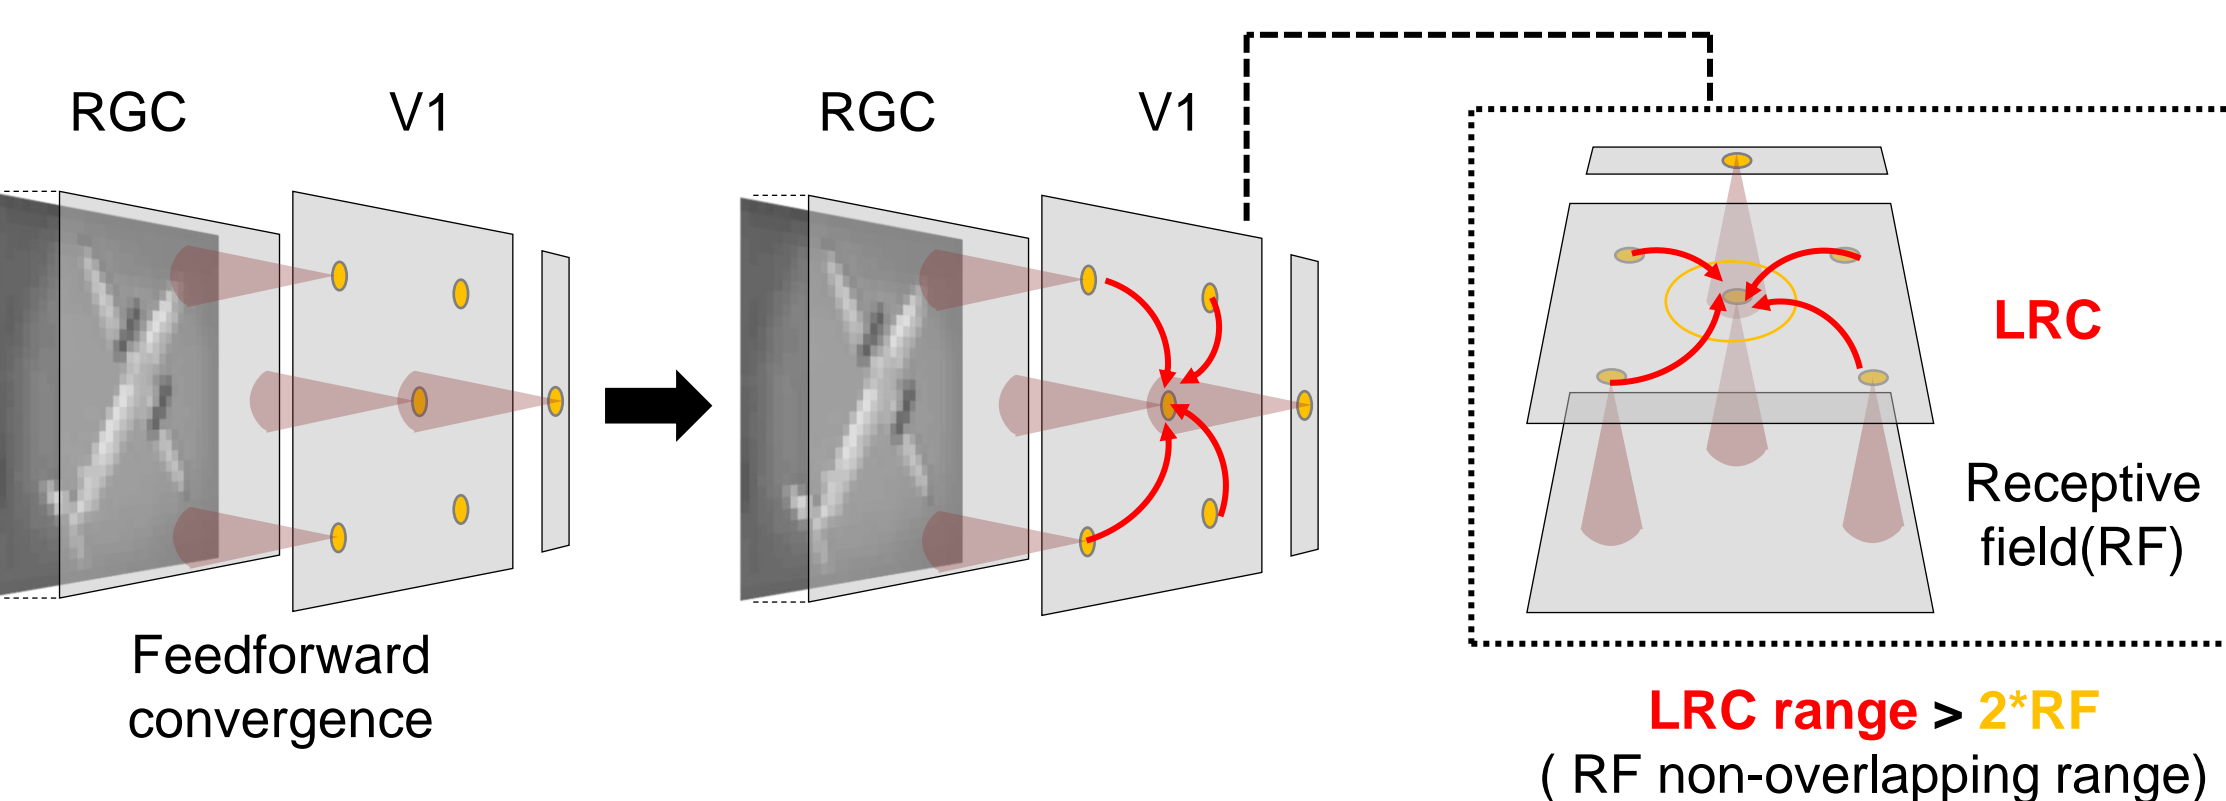 RGC
V1
RGC
V1
LRC
Receptive
field(RF)
Feedforward
convergence
LRC range > 2*RF
( RF non-overlapping range)